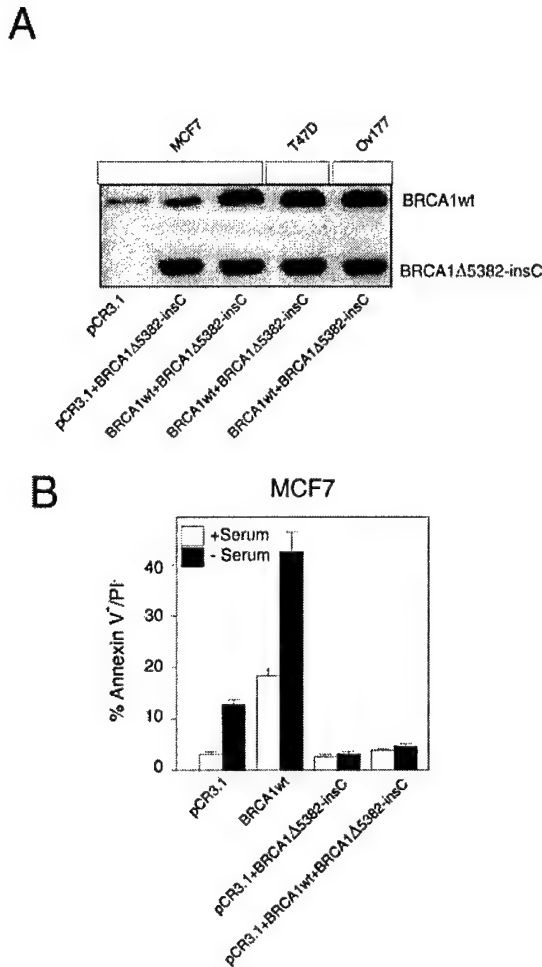 A
MCF7
T47D
Ov177
BRCA1wt
BRCA1Δ5382-insC
pCR3.1
pCR3.1+BRCA1Δ5382-insC
BRCA1wt+BRCA1Δ5382-insC
BRCA1wt+BRCA1Δ5382-insC
BRCA1wt+BRCA1Δ5382-insC
B
MCF7
+Serum
- Serum
% Annexin V⁺/PI⁻
40
30
20
10
0
pCR3.1
BRCA1wt
pCR3.1+BRCA1Δ5382-insC
pCR3.1+BRCA1wt+BRCA1Δ5382-insC